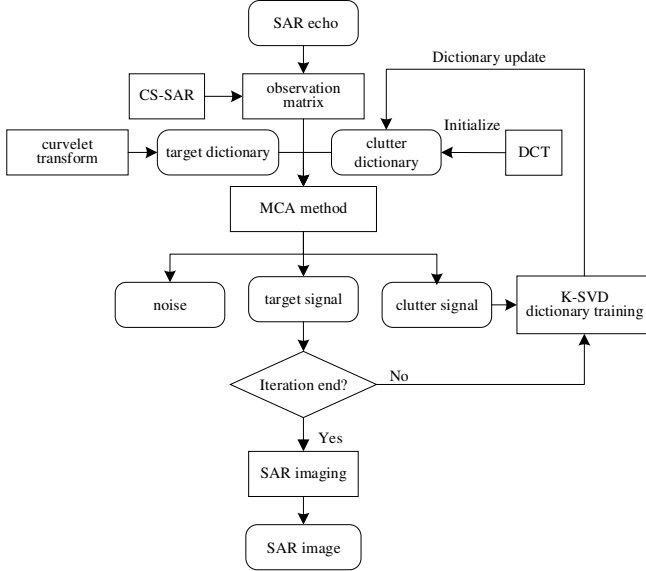 SAR echo
Dictionary update
CS-SAR
observation
matrix
Initialize
curvelet
transform
target dictionary
clutter
dictionary
DCT
MCA method
noise
target signal
clutter signal
K-SVD
dictionary training
Iteration end?
No
Yes
SAR imaging
SAR image